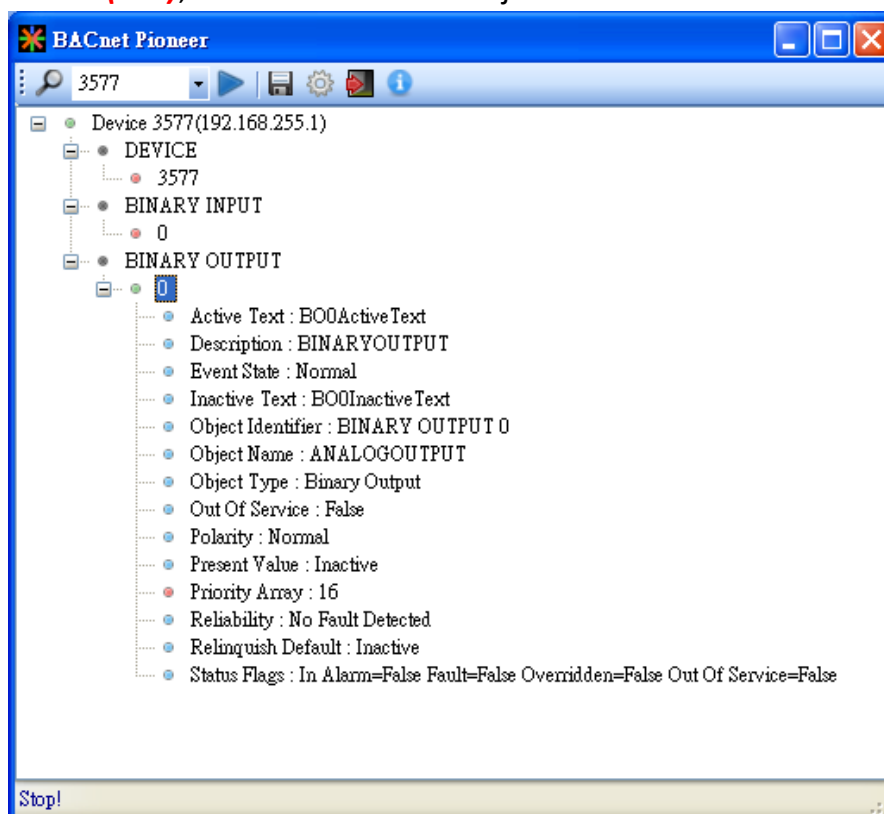 BACnet Pioneer
3577
Device 3577(192.168.255.1)
DEVICE
3577
BINARY INPUT
0
BINARY OUTPUT
0
Active Text : BO0ActiveText
Description : BINARYOUTPUT
Event State : Normal
Inactive Text : BO0InactiveText
Object Identifier : BINARY OUTPUT 0
Object Name : ANALOGOUTPUT
Object Type : Binary Output
Out Of Service : False
Polarity : Normal
Present Value : Inactive
Priority Array : 16
Reliability : No Fault Detected
Relinquish Default : Inactive
Status Flags : In Alarm=False Fault=False Overridden=False Out Of Service=False
Stop!